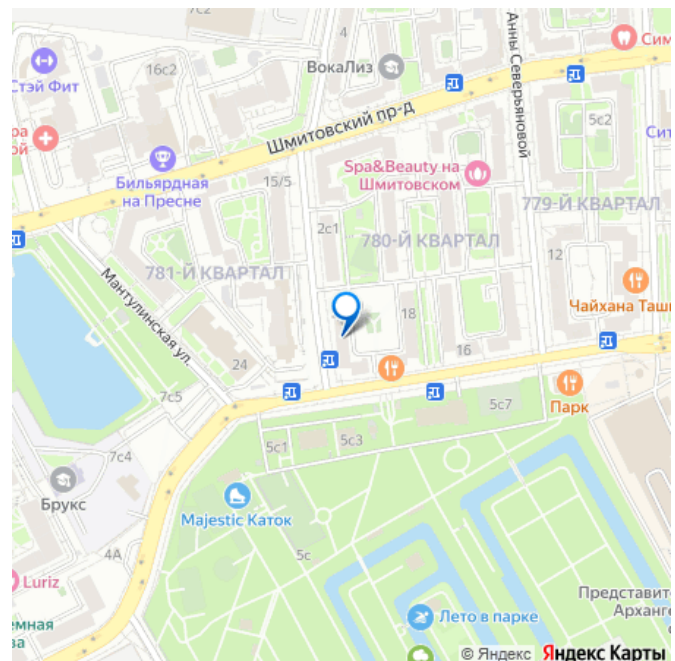 4
16с2
ВокаЛиз
Сим
Стэй Фит
Анны Северьяновой
5с2
Шмитовский пр-д
ра
ой
Сит
Бильярдная
на Пресне
15/5
Spa&Beauty на
Шмитовском
779-Й КВАРТАЛ
2с1
780-Й КВАРТАЛ
12
781-Й КВАРТАЛ
Мантулинская ул.
18
Чайхана Таш
24
16
7с5
5с7
Парк
5с1
5с3
7с4
Брукс
Majestic Каток
4А
5с
Luriz
Представит
Арханге
с
Лето в парке
емная
ва
© Яндекс Яндекс Карты